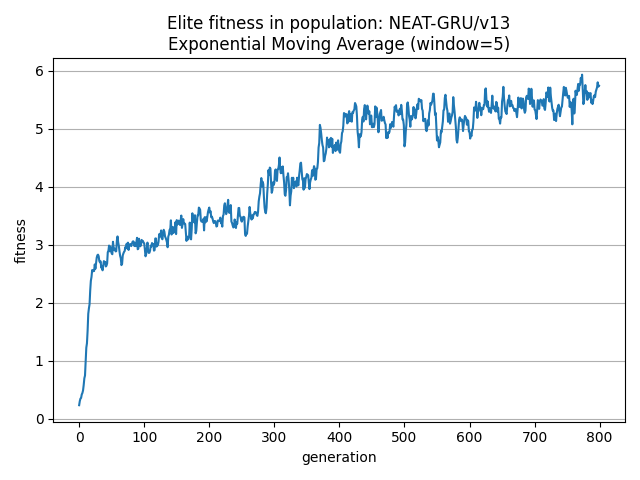 Elite fitness in population: NEAT-GRU/v13
Exponential Moving Average (window=5)
6
5
4
3
2
1
0
fitness
0 100 200 300 400 500 600 700 800
generation